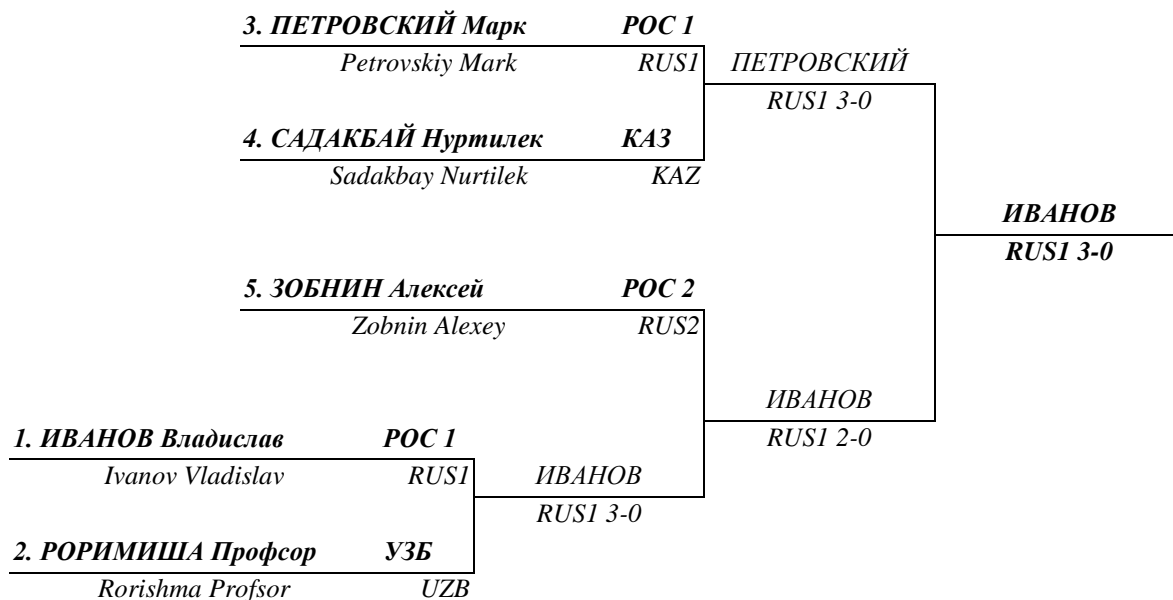 3. ПЕТРОВСКИЙ Марк РОС 1
Petrovskiy Mark RUS1
ПЕТРОВСКИЙ
RUS1 3-0
4. САДАКБАЙ Нуртилек КАЗ
Sadakbay Nurtilek KAZ
ИВАНОВ
RUS1 3-0
5. ЗОБНИН Алексей РОС 2
Zobnin Alexey RUS2
ИВАНОВ
RUS1 2-0
1. ИВАНОВ Владислав РОС 1
Ivanov Vladislav RUS1
ИВАНОВ
RUS1 3-0
2. РОРИМИША Профсор УЗБ
Rorishma Profsor UZB